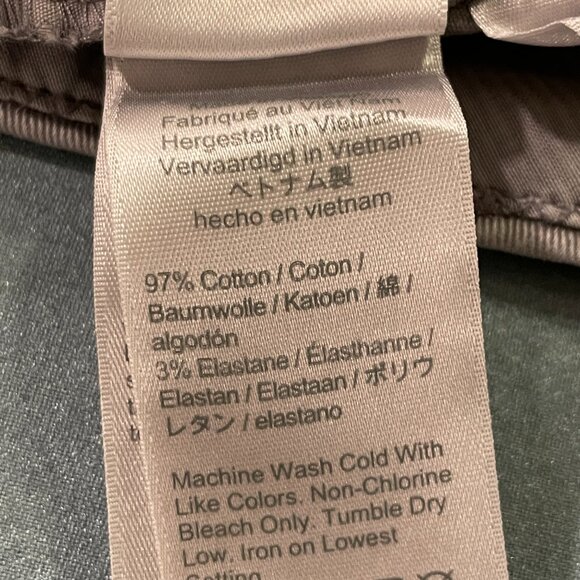 Fabriqué au Viet Nam
Hergestellt in Vietnam
Vervaardigd in Vietnam
ベトナム製
hecho en vietnam
97% Cotton / Coton /
Baumwolle / Katoen / 綿 /
algodón
3% Elastane / Élasthanne /
Elastan / Elastaan / ポリウ
レタン / elastano
Machine Wash Cold With
Like Colors. Non-Chlorine
Bleach Only. Tumble Dry
Low. Iron on Lowest